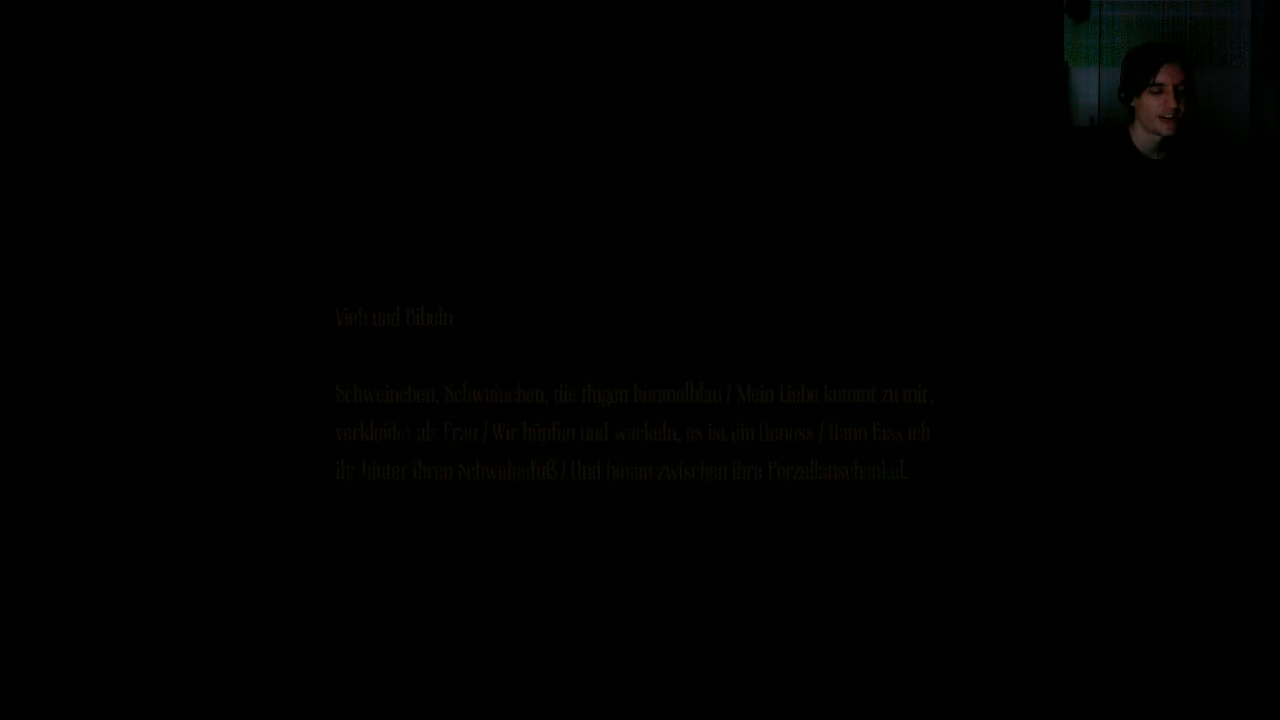 Vieh und Bibeln
Schweinchen, Schweinchen, die Augen himmelblau / Mein Liebe kommt zu mir,
verkleidet als Frau / Wir hüpfen und wackeln, es ist ein Genuss / Dann fass ich
ihr hinter ihren Schweinefuß / Und hinein zwischen ihre Porzellanschenkel.